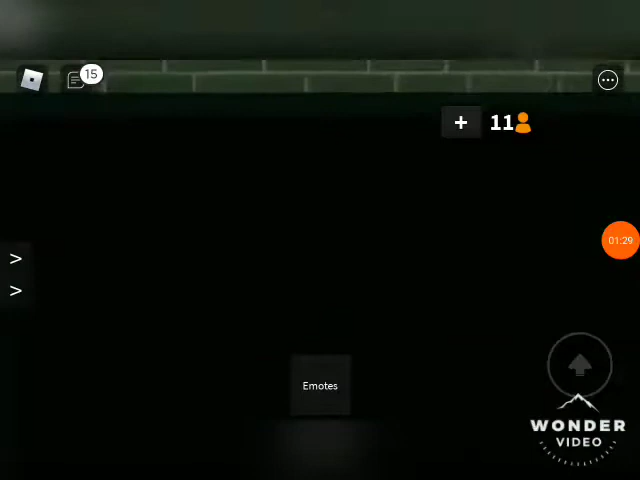 15
+ 11
01:29
>
>
Emotes
WONDER
VIDEO